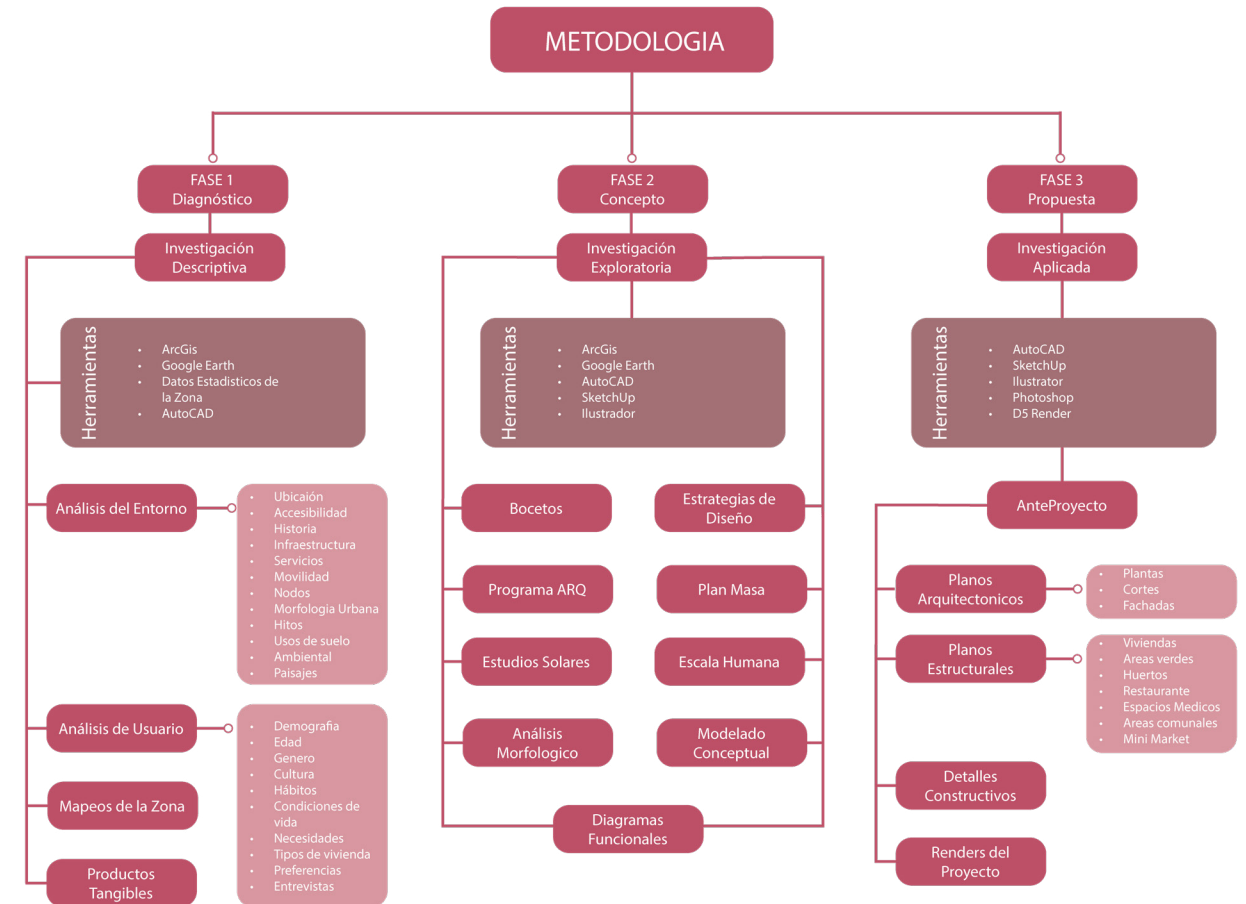 METODOLOGIA
FASE 1
Diagnóstico
Investigación
Descriptiva
Herramientas
• ArcGis
• Google Earth
• Datos Estadisticos de
la Zona
• AutoCAD
Análisis del Entorno
• Ubicaión
• Accesibilidad
• Historia
• Infraestructura
• Servicios
• Movilidad
• Nodos
• Morfologia Urbana
• Hitos
• Usos de suelo
• Ambiental
• Paisajes
Análisis de Usuario
• Demografia
• Edad
• Genero
• Cultura
• Hábitos
• Condiciones de
vida
• Necesidades
• Tipos de vivienda
• Preferencias
• Entrevistas
Mapeos de la Zona
Productos
Tangibles
FASE 2
Concepto
Investigación
Exploratoria
Herramientas
• ArcGis
• Google Earth
• AutoCAD
• SketchUp
• Ilustrador
Bocetos
Estrategias de
Diseño
Programa ARQ
Plan Masa
Estudios Solares
Escala Humana
Análisis
Morfologico
Modelado
Conceptual
Diagramas
Funcionales
FASE 3
Propuesta
Investigación
Aplicada
Herramientas
• AutoCAD
• SketchUp
• Ilustrator
• Photoshop
• D5 Render
AnteProyecto
Planos
Arquitectonicos
• Plantas
• Cortes
• Fachadas
Planos
Estructurales
• Viviendas
• Areas verdes
• Huertos
• Restaurante
• Espacios Medicos
• Areas comunales
• Mini Market
Detalles
Constructivos
Renders del
Proyecto